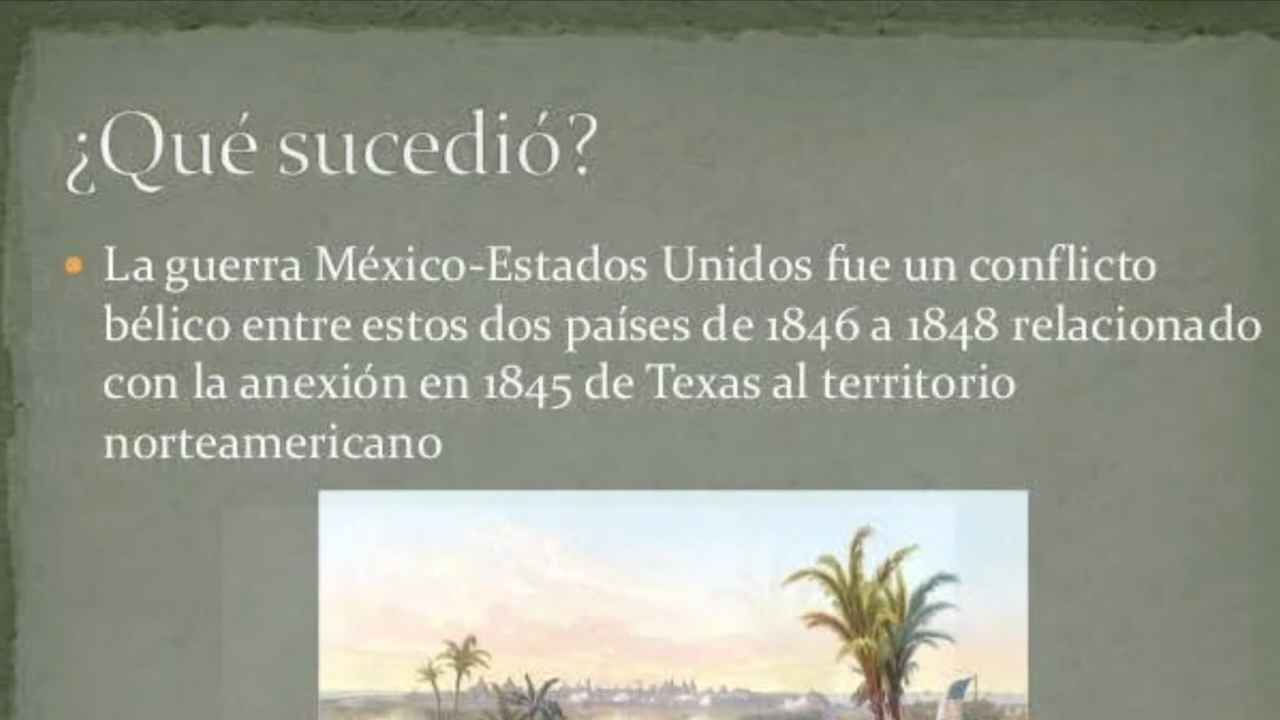 ¿Qué sucedió?
• La guerra México-Estados Unidos fue un conflicto
bélico entre estos dos países de 1846 a 1848 relacionado
con la anexión en 1845 de Texas al territorio
norteamericano